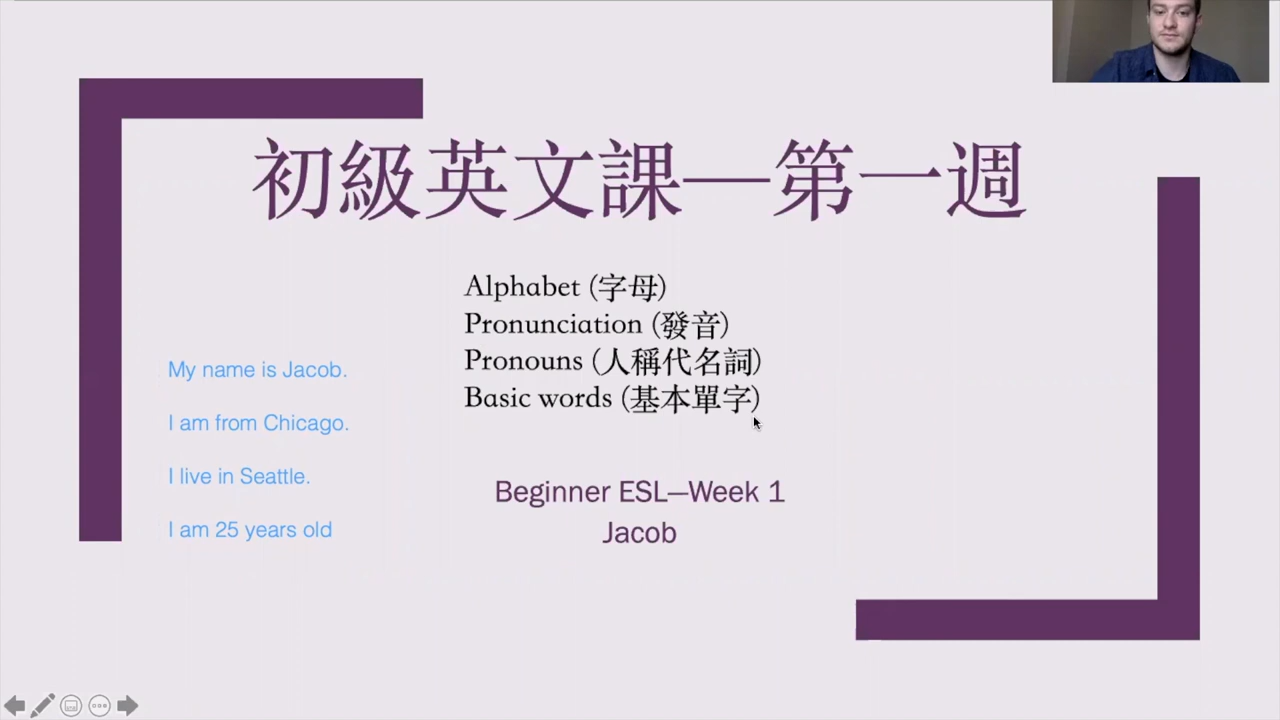 初級英文課—第一週
Alphabet (字母)
Pronunciation (發音)
Pronouns (人稱代名詞)
Basic words (基本單字)
My name is Jacob.
I am from Chicago.
I live in Seattle.
I am 25 years old
Beginner ESL—Week 1
Jacob